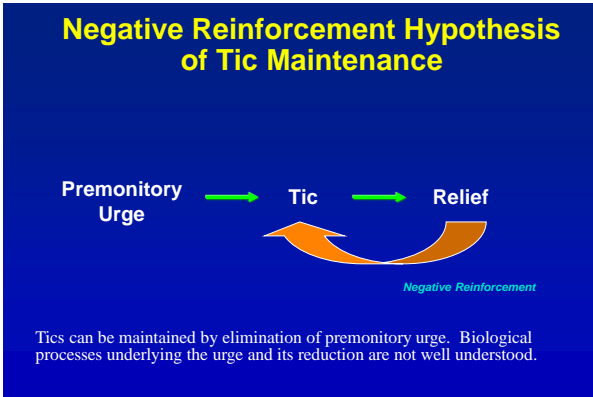 Negative Reinforcement Hypothesis
of Tic Maintenance
Premonitory
Urge
Tic
Relief
Negative Reinforcement
Tics can be maintained by elimination of premonitory urge.  Biological
processes underlying the urge and its reduction are not well understood.